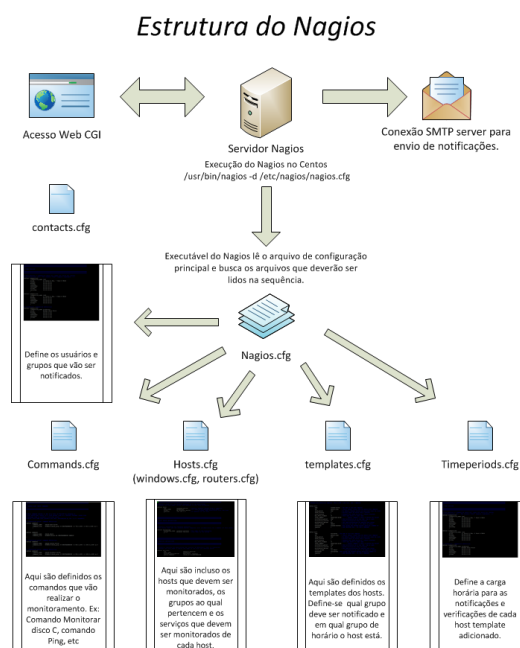 Estrutura do Nagios
Acesso Web CGI
Servidor Nagios
Execução do Nagios no Centos
/usr/bin/nagios -d /etc/nagios/nagios.cfg
Conexão SMTP server para
envio de notificações.
contacts.cfg
Executável do Nagios lê o arquivo de configuração
principal e busca os arquivos que deverão ser
lidos na sequência.
Define os usuários e
grupos que vão ser
notificados.
Nagios.cfg
Commands.cfg
Hosts.cfg
(windows.cfg, routers.cfg)
templates.cfg
Timeperiods.cfg
Aqui são definidos os
comandos que vão
realizar o
monitoramento. Ex:
Comando Monitorar
disco C, comando
Ping, etc
Aqui são incluso os
hosts que devem ser
monitorados, os
grupos ao qual
pertencem e os
serviços que devem
ser monitorados de
cada host.
Aqui são definidos os
templates dos hosts.
Define-se qual grupo
deve ser notificado e
em qual grupo de
horário o host está.
Define a carga
horária para as
notificações e
verificações de cada
host template
adicionado.